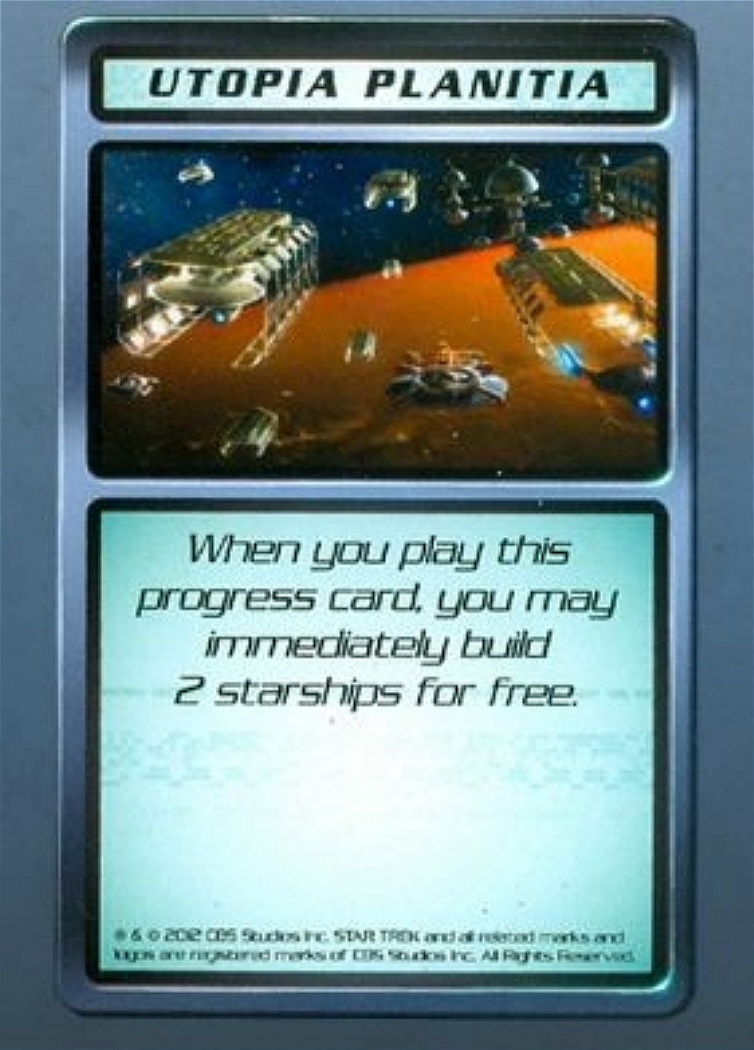 UTOPIA PLANITIA
When you play this
progress card, you may
immediately build
2 starships for free.
® & © 2012 CBS Studios Inc. STAR TREK and all related marks and
logos are registered marks of CBS Studios Inc. All Rights Reserved.